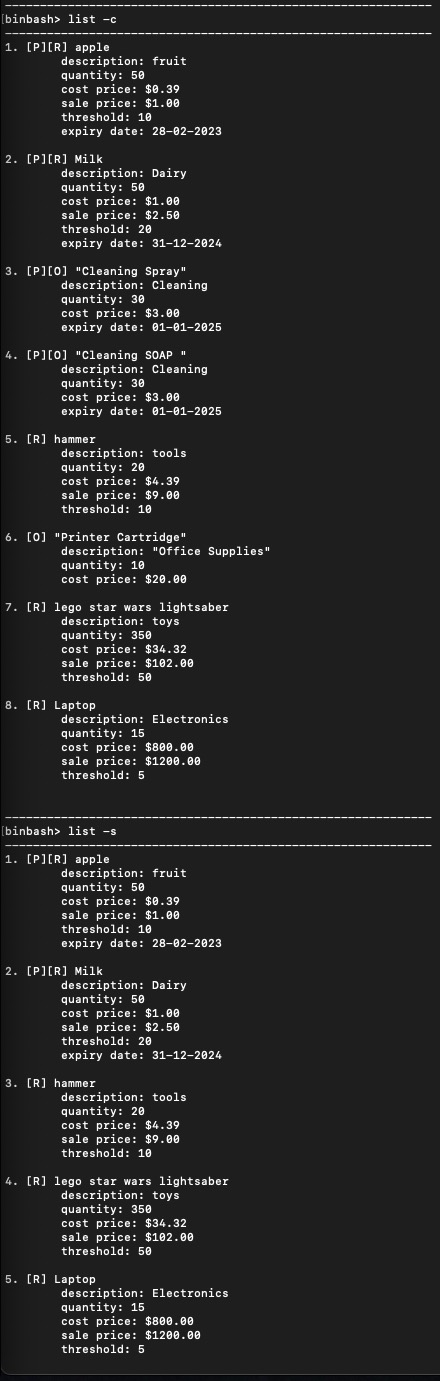 [binbash> list -c
1. [P][R] apple
description: fruit
quantity: 50
cost price: $0.39
sale price: $1.00
threshold: 10
expiry date: 28-02-2023
2. [P][R] Milk
description: Dairy
quantity: 50
cost price: $1.00
sale price: $2.50
threshold: 20
expiry date: 31-12-2024
3. [P][O] "Cleaning Spray"
description: Cleaning
quantity: 30
cost price: $3.00
expiry date: 01-01-2025
4. [P][O] "Cleaning SOAP "
description: Cleaning
quantity: 30
cost price: $3.00
expiry date: 01-01-2025
5. [R] hammer
description: tools
quantity: 20
cost price: $4.39
sale price: $9.00
threshold: 10
6. [O] "Printer Cartridge"
description: "Office Supplies"
quantity: 10
cost price: $20.00
7. [R] lego star wars lightsaber
description: toys
quantity: 350
cost price: $34.32
sale price: $102.00
threshold: 50
8. [R] Laptop
description: Electronics
quantity: 15
cost price: $800.00
sale price: $1200.00
threshold: 5
[binbash> list -s
1. [P][R] apple
description: fruit
quantity: 50
cost price: $0.39
sale price: $1.00
threshold: 10
expiry date: 28-02-2023
2. [P][R] Milk
description: Dairy
quantity: 50
cost price: $1.00
sale price: $2.50
threshold: 20
expiry date: 31-12-2024
3. [R] hammer
description: tools
quantity: 20
cost price: $4.39
sale price: $9.00
threshold: 10
4. [R] lego star wars lightsaber
description: toys
quantity: 350
cost price: $34.32
sale price: $102.00
threshold: 50
5. [R] Laptop
description: Electronics
quantity: 15
cost price: $800.00
sale price: $1200.00
threshold: 5